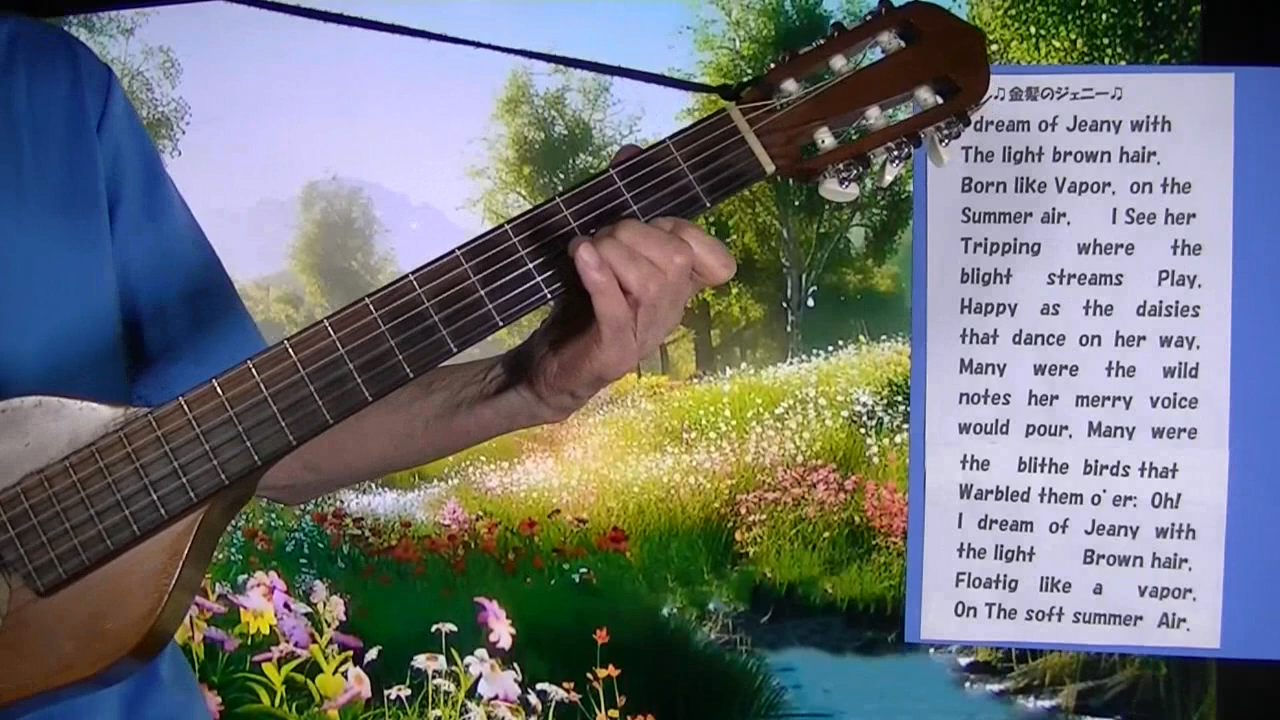 ♫金髪のジェニー♫
dream of Jeany with
The light brown hair,
Born like Vapor, on the
Summer air, I See her
Tripping where the
blight streams Play,
Happy as the daisies
that dance on her way,
Many were the wild
notes her merry voice
would pour, Many were
the blithe birds that
Warbled them o' er: Oh!
I dream of Jeany with
the light Brown hair,
Floatig like a vapor,
On The soft summer Air.